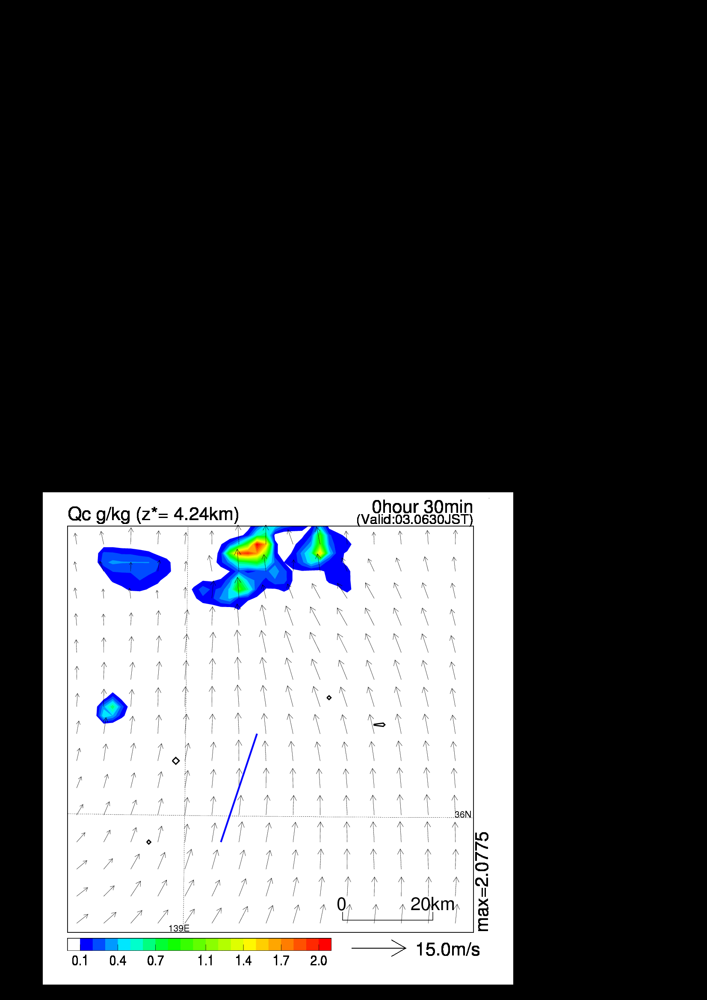 0hour 30min
Qc g/kg (z*= 4.24km)
(Valid:03.0630JST)
36N
max=2.0775
0 20km
139E
15.0m/s
0.1 0.4 0.7 1.1 1.4 1.7 2.0